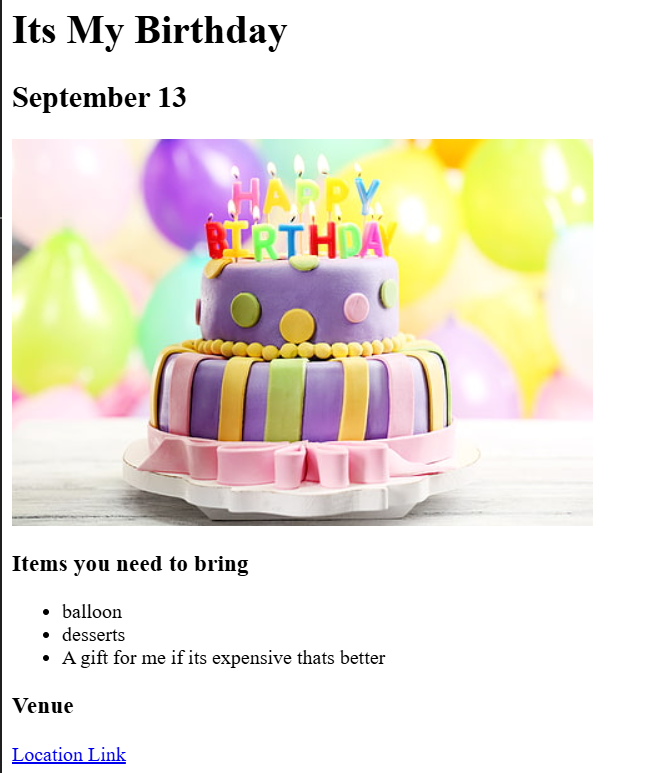 Its My Birthday
September 13
HAPPY
BIRTHDAY
Items you need to bring
balloon
desserts
A gift for me if its expensive thats better
Venue
Location Link